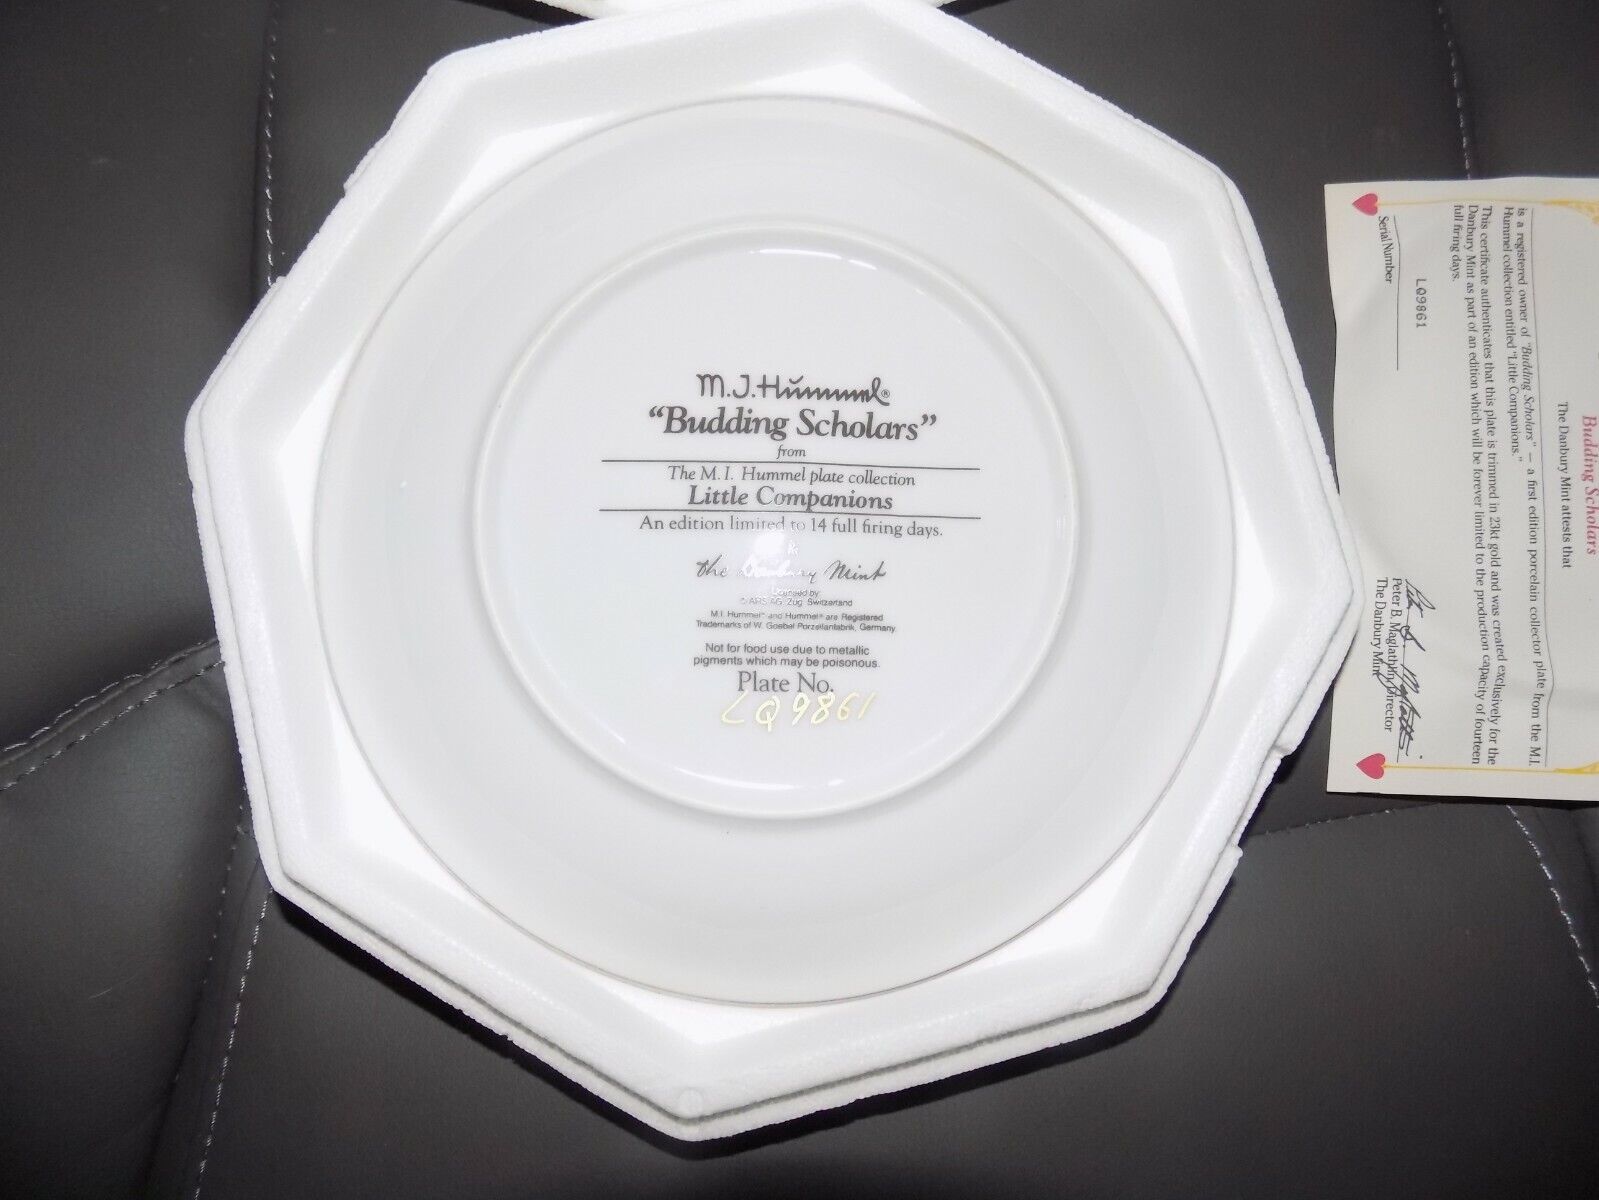 M.J. Hummel®
"Budding Scholars"
from
The M. I. Hummel plate collection
Little Companions
An edition limited to 14 full firing days.
the Danbury Mint
Licensed by
© ARS AG, Zug, Switzerland
M.I. Hummel® and Hummel® are Registered
Trademarks of W. Goebel Porzellanfabrik, Germany
Not for food use due to metallic
pigments which may be poisonous.
Plate No.
LQ9861
Budding Scholars
The Danbury Mint attests that
is a registered owner of "Budding Scholars" — a first edition porcelain collector plate from the M.I.
Hummel collection entitled "Little Companions."
This certificate authenticates that this plate is trimmed in 23kt gold and was created exclusively for the
Danbury Mint as part of an edition which will be forever limited to the production capacity of fourteen
full firing days.
LQ9861
Serial Number
Peter B. Maglathlin, Director
The Danbury Mint